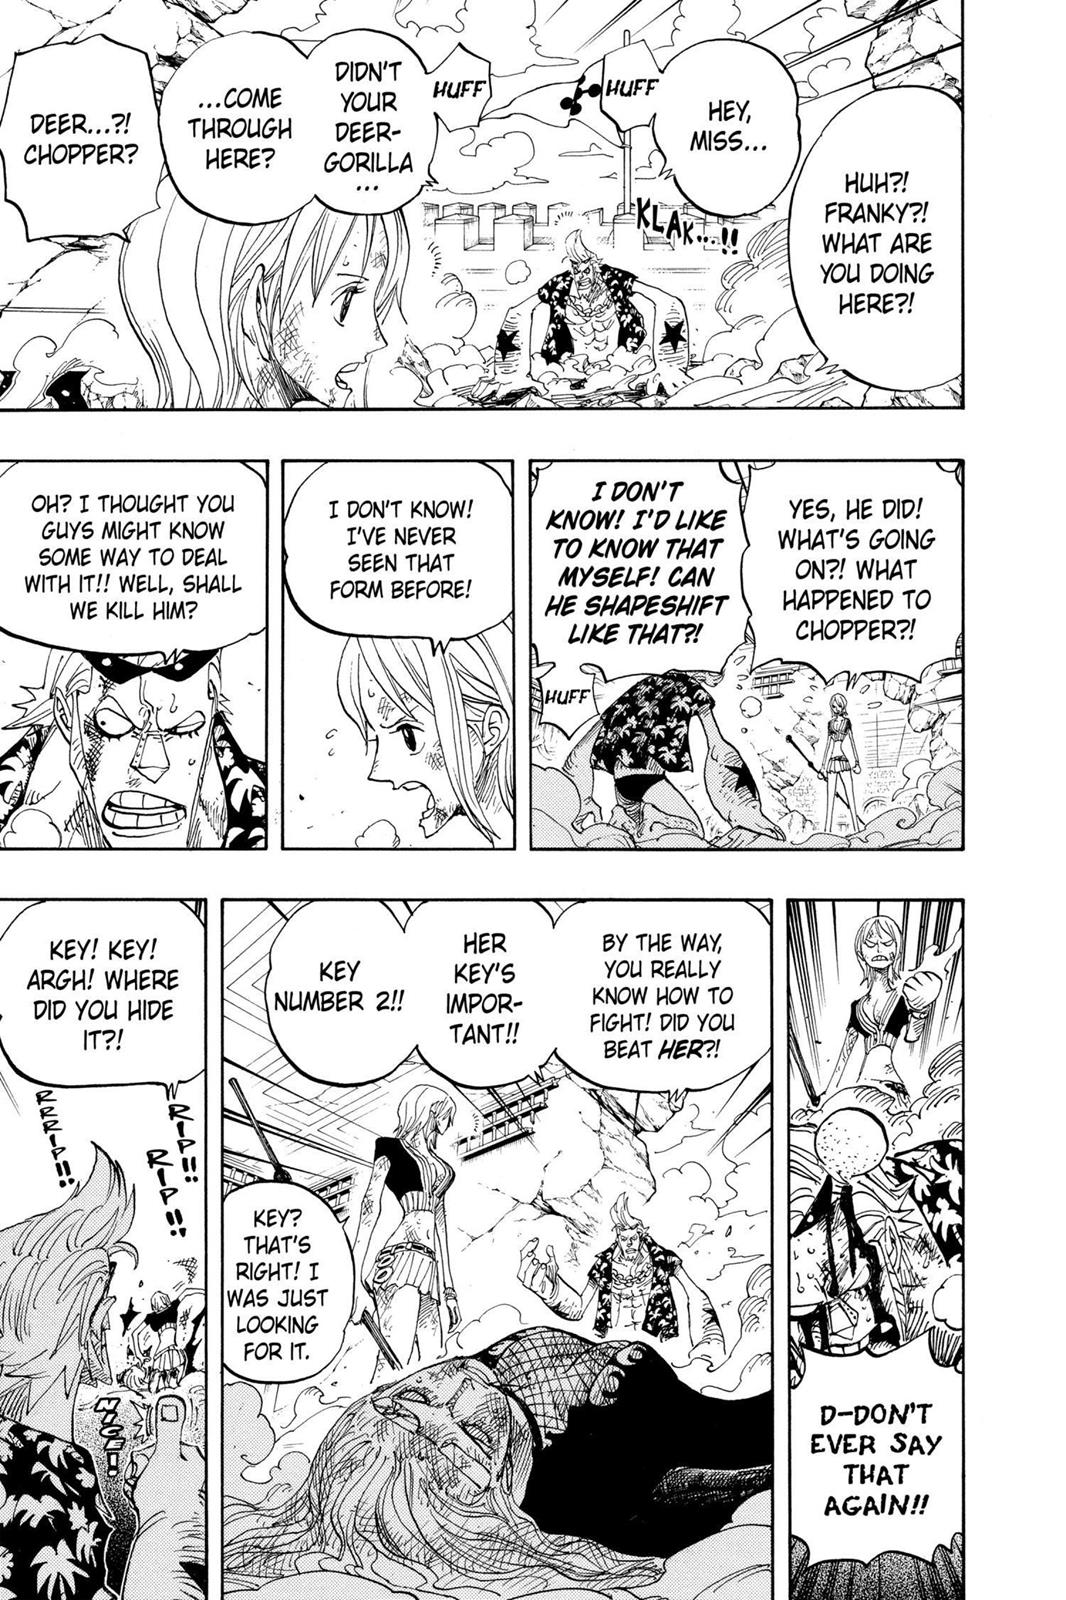 HUH?!
FRANKY?!
WHAT ARE
YOU DOING
HERE?!
HEY,
MISS...
HUFF
HUFF
KLAK...!!
DIDN'T
YOUR
DEER-
GORILLA
...
...COME
THROUGH
HERE?
DEER...?!
CHOPPER?
YES, HE DID!
WHAT'S GOING
ON?! WHAT
HAPPENED TO
CHOPPER?!
I DON'T
KNOW! I'D LIKE
TO KNOW THAT
MYSELF! CAN
HE SHAPESHIFT
LIKE THAT?!
HUFF
I DON'T KNOW!
I'VE NEVER
SEEN THAT
FORM BEFORE!
OH? I THOUGHT YOU
GUYS MIGHT KNOW
SOME WAY TO DEAL
WITH IT!! WELL, SHALL
WE KILL HIM?
D-DON'T
EVER SAY
THAT
AGAIN!!
BY THE WAY,
YOU REALLY
KNOW HOW TO
FIGHT! DID YOU
BEAT HER?!
HER
KEY'S
IMPOR-
TANT!!
KEY
NUMBER 2!!
KEY?
THAT'S
RIGHT! I
WAS JUST
LOOKING
FOR IT.
KEY! KEY!
ARGH! WHERE
DID YOU HIDE
IT?!
RIP!!
RIP!!
RRRIP!!
NICE!